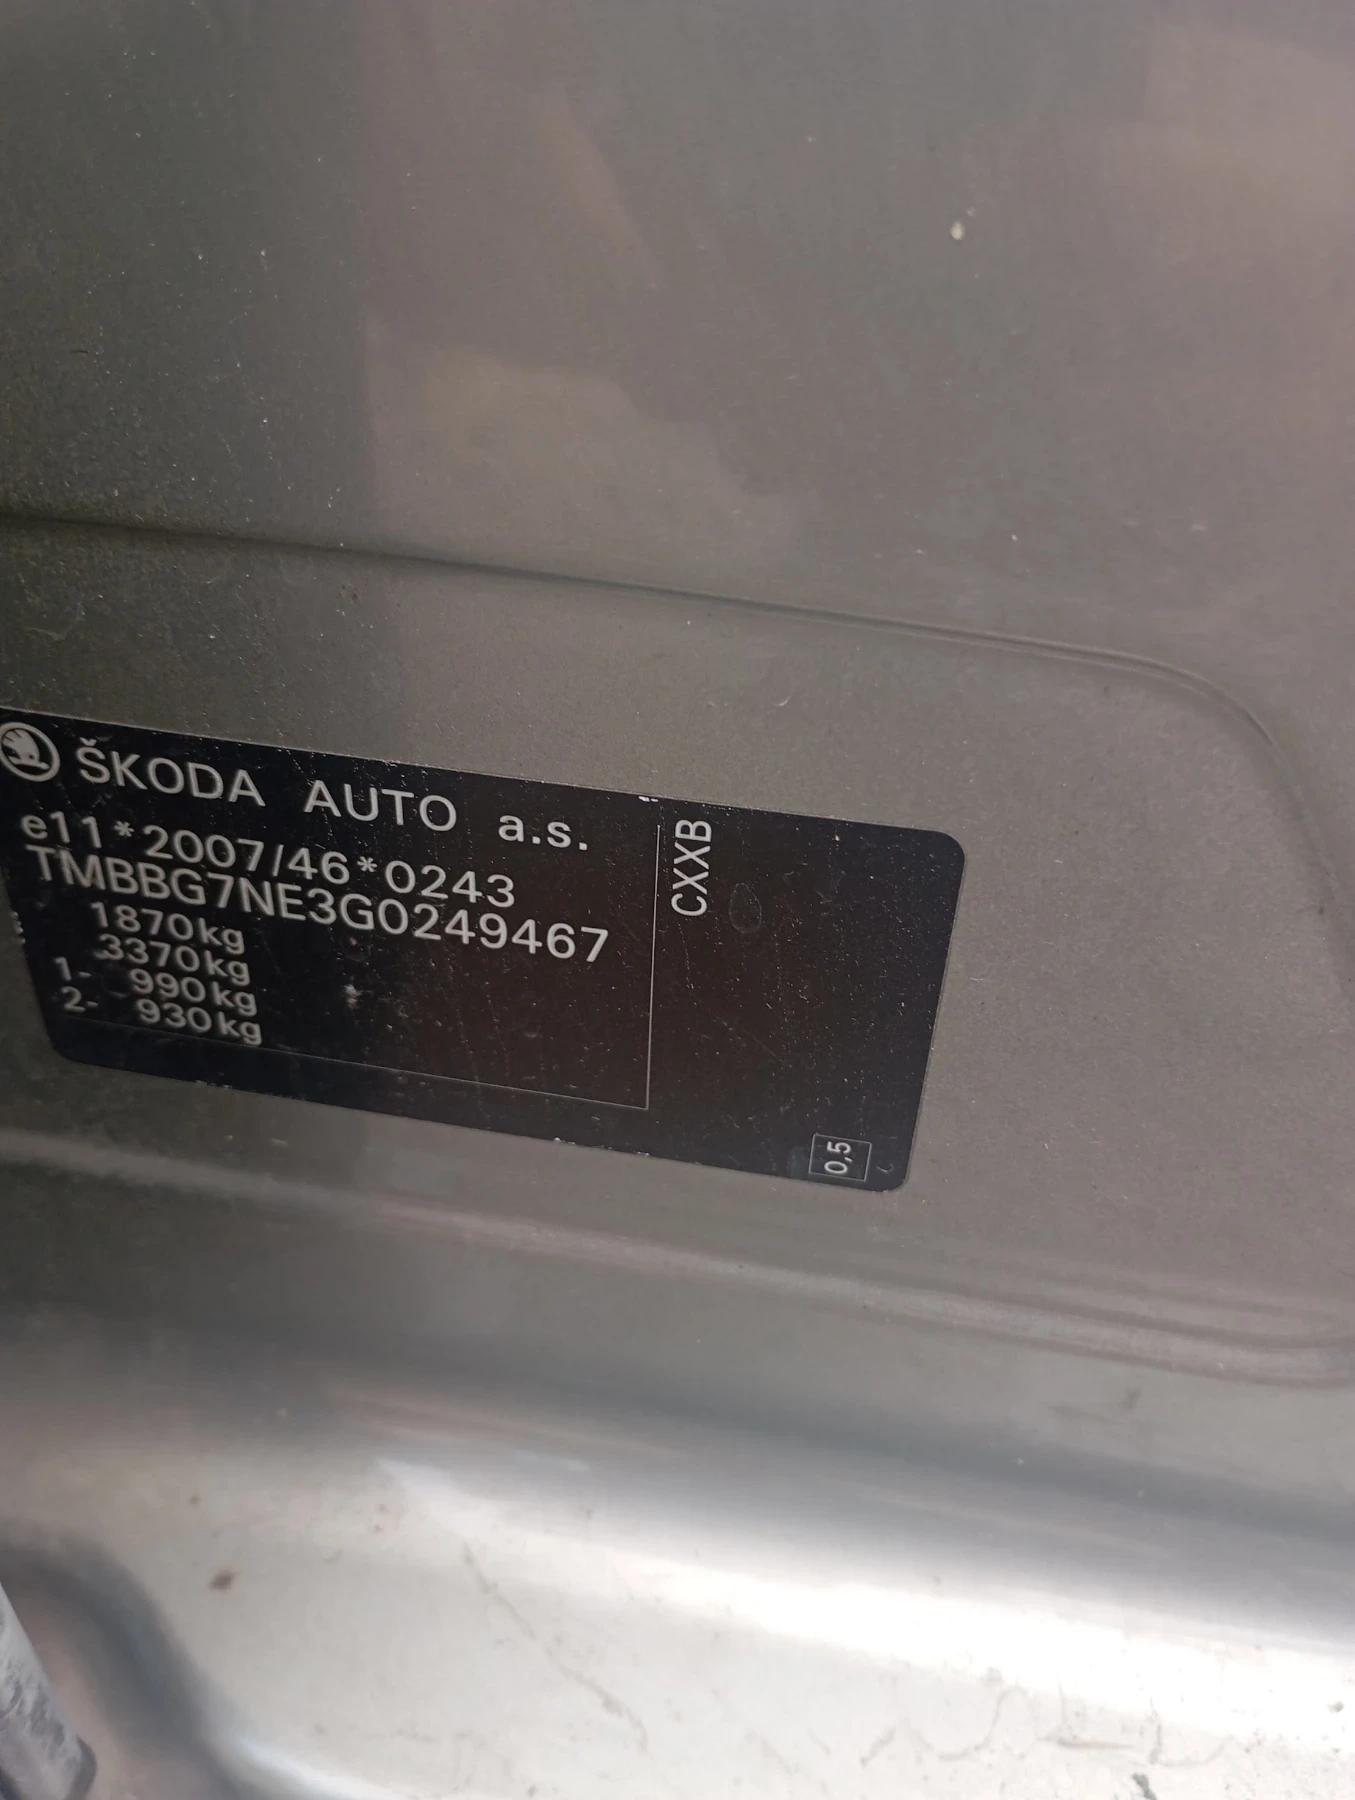 ŠKODA AUTO a.s.
e11*2007/46*0243
TMBBG7NE3G0249467
1870kg
3370kg
1- 990kg
2- 930kg
CXXB
0,5